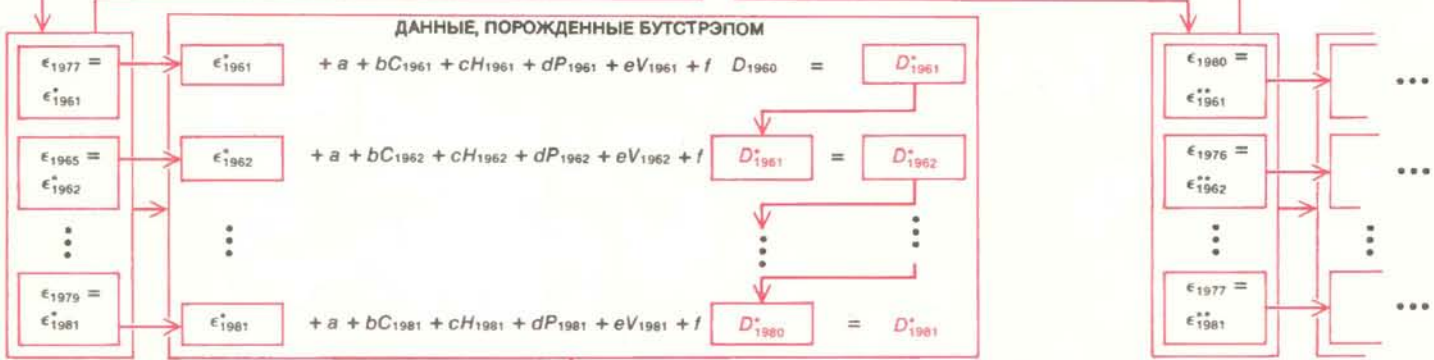 ДАННЫЕ, ПОРОЖДЕННЫЕ БУТСТРЭПОМ
ϵ₁₉₇₇ = ϵ*₁₉₆₁
ϵ*₁₉₆₁ + a + bC₁₉₆₁ + cH₁₉₆₁ + dP₁₉₆₁ + eV₁₉₆₁ + f D₁₉₆₀ = D*₁₉₆₁
ϵ₁₉₈₀ = ϵ**₁₉₆₁
...
ϵ₁₉₆₅ = ϵ*₁₉₆₂
ϵ*₁₉₆₂ + a + bC₁₉₆₂ + cH₁₉₆₂ + dP₁₉₆₂ + eV₁₉₆₂ + f D*₁₉₆₁ = D*₁₉₆₂
ϵ₁₉₇₆ = ϵ**₁₉₆₂
...
ϵ₁₉₇₉ = ϵ*₁₉₈₁
ϵ*₁₉₈₁ + a + bC₁₉₈₁ + cH₁₉₈₁ + dP₁₉₈₁ + eV₁₉₈₁ + f D*₁₉₈₀ = D*₁₉₈₁
ϵ₁₉₇₇ = ϵ**₁₉₈₁
...